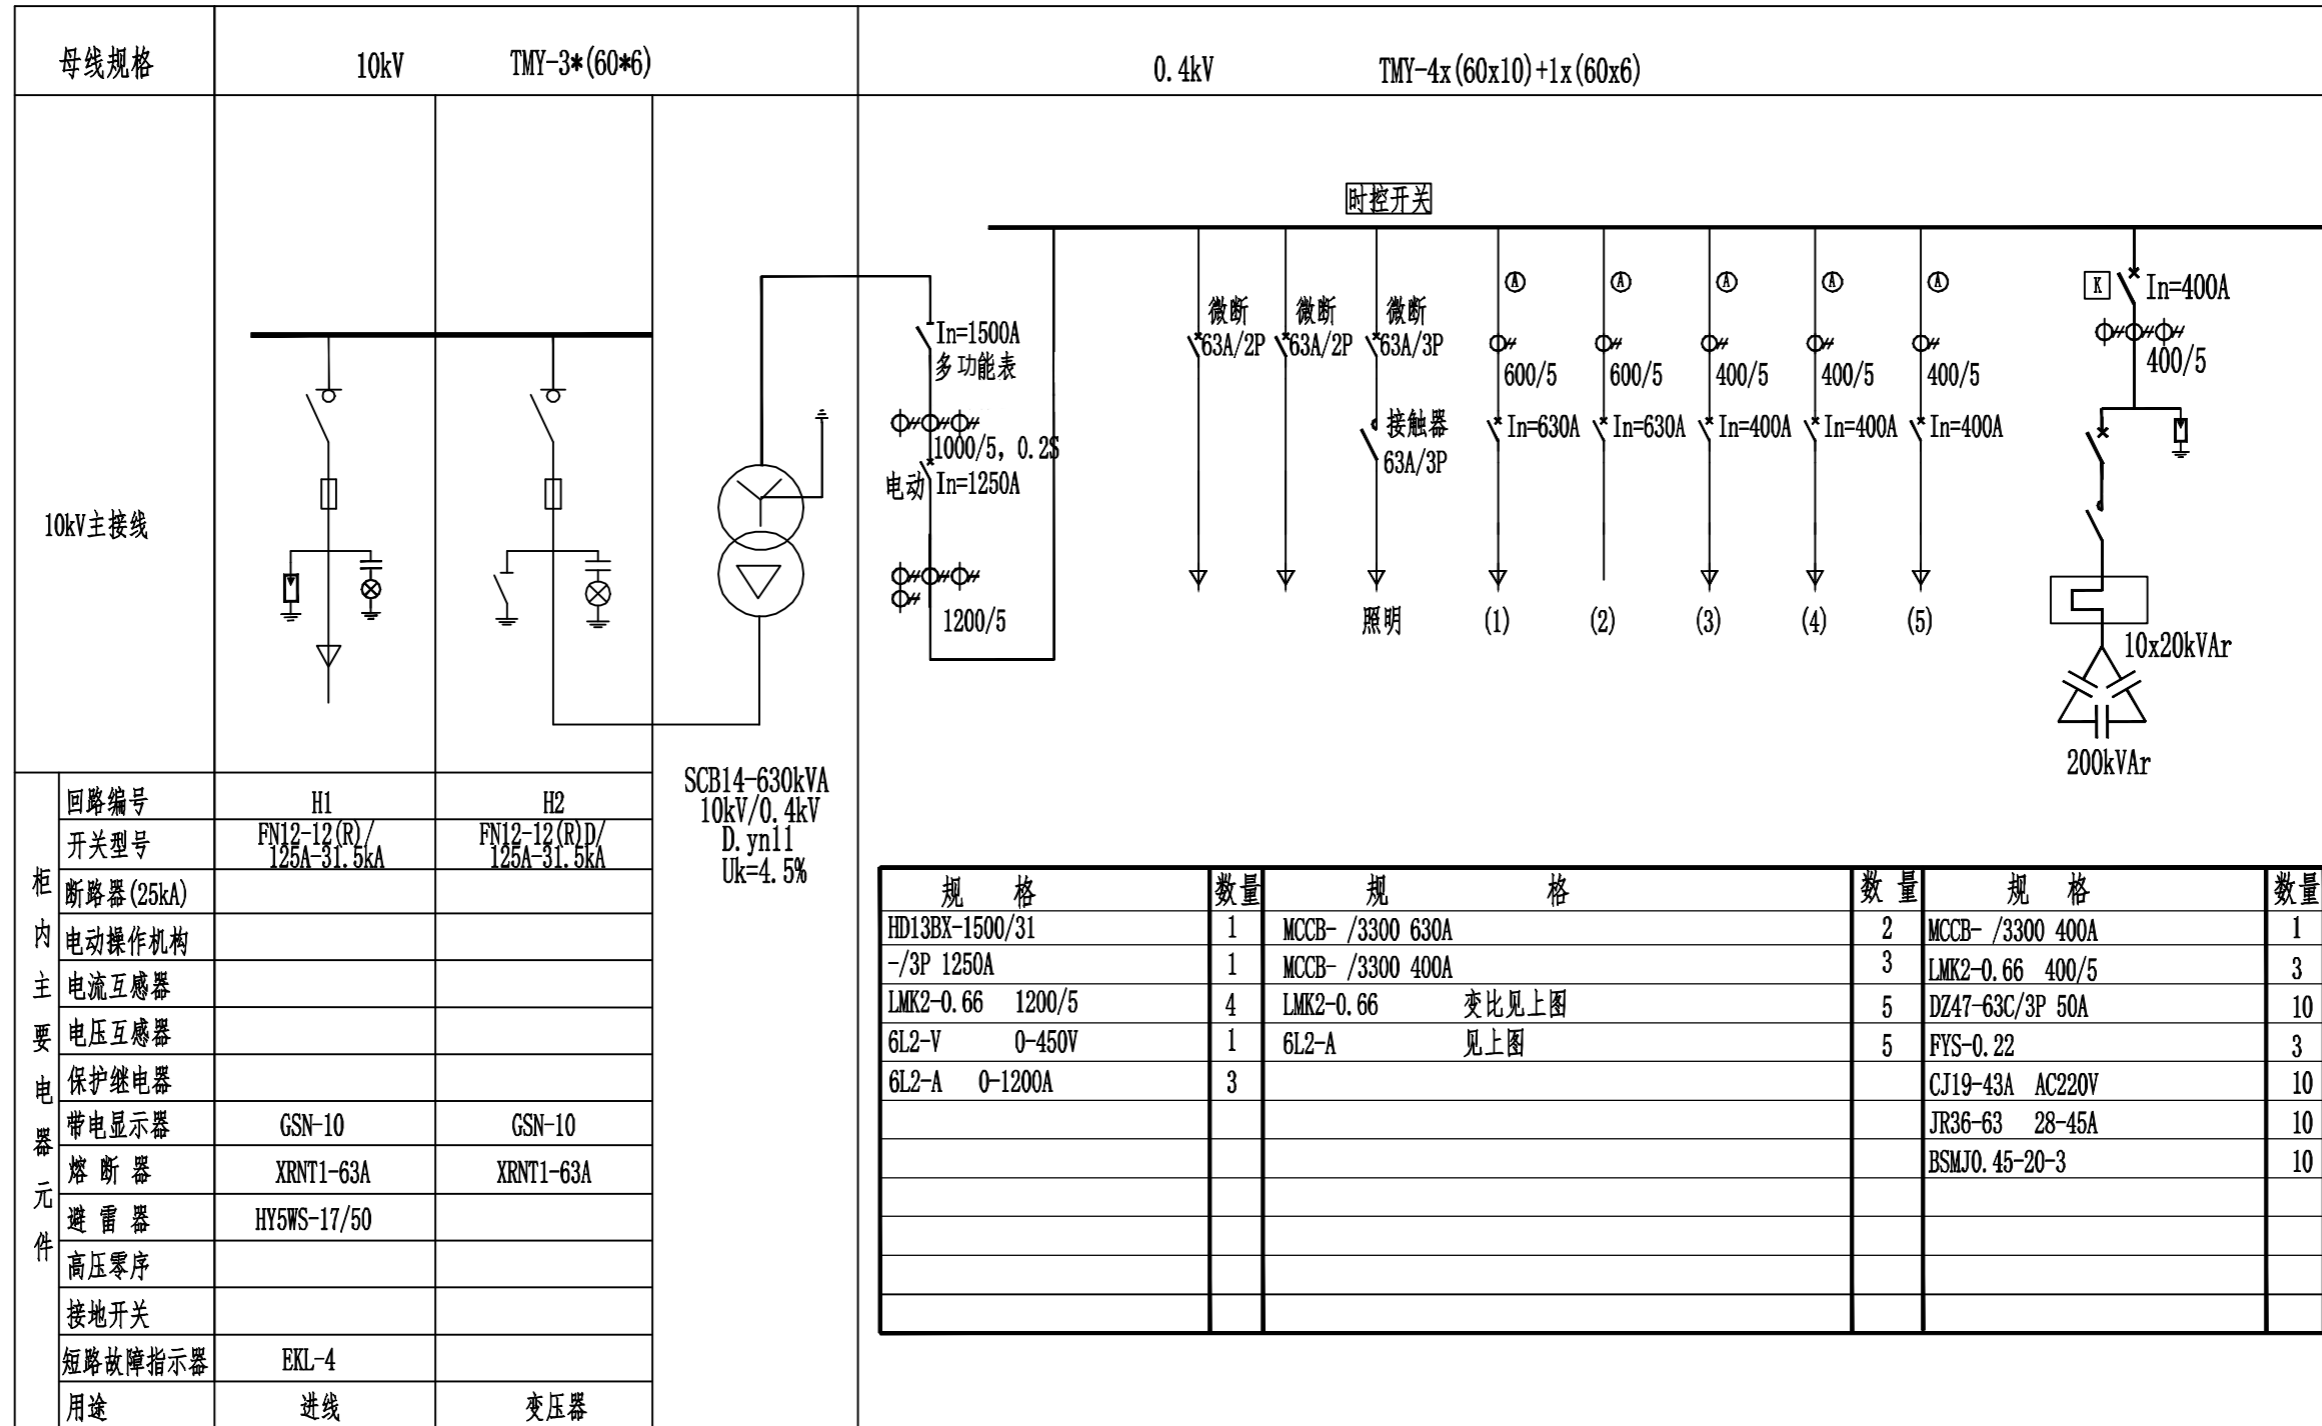 母线规格 10kV TMY-3*(60*6) 0.4kV TMY-4x(60x10)+1x(60x6)
10kV主接线
时控开关
In=1500A
多功能表
1000/5, 0.2S
电动 In=1250A
1200/5
微断
63A/2P
微断
63A/2P
微断
63A/3P
接触器
63A/3P
照明
A
600/5
In=630A
(1)
A
600/5
In=630A
(2)
A
400/5
In=400A
(3)
A
400/5
In=400A
(4)
A
400/5
In=400A
(5)
K In=400A
400/5
10x20kVAr
200kVAr
SCB14-630kVA
10kV/0.4kV
D.yn11
Uk=4.5%
柜内主要电器元件
回路编号 H1 H2
开关型号 FN12-12(R)/ FN12-12(R)D/
125A-31.5kA 125A-31.5kA
断路器(25kA)
电动操作机构
电流互感器
电压互感器
保护继电器
带电显示器 GSN-10 GSN-10
熔断器 XRNT1-63A XRNT1-63A
避雷器 HY5WS-17/50
高压零序
接地开关
短路故障指示器 EKL-4
用途 进线 变压器
规格 数量 规格 数量 规格 数量
HD13BX-1500/31 1 MCCB- /3300 630A 2 MCCB- /3300 400A 1
-/3P 1250A 1 MCCB- /3300 400A 3 LMK2-0.66 400/5 3
LMK2-0.66 1200/5 4 LMK2-0.66 变比见上图 5 DZ47-63C/3P 50A 10
6L2-V 0-450V 1 6L2-A 见上图 5 FYS-0.22 3
6L2-A 0-1200A 3 CJ19-43A AC220V 10
JR36-63 28-45A 10
BSMJ0.45-20-3 10